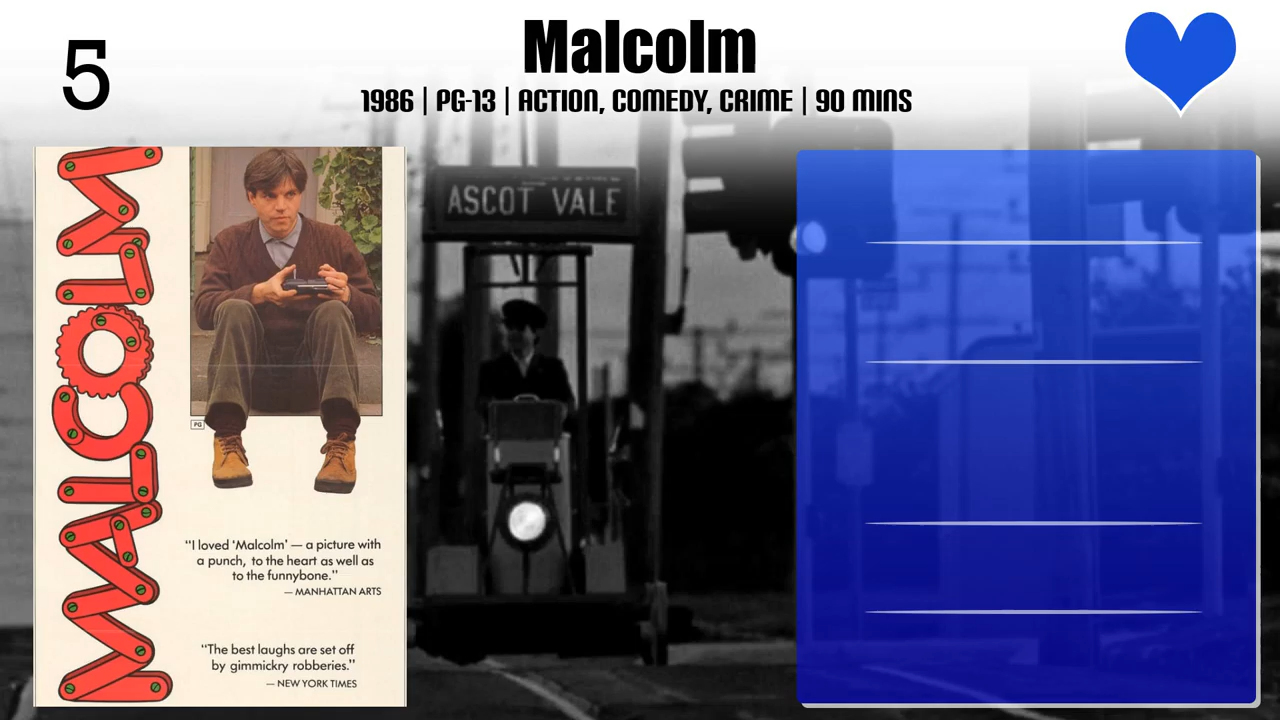 5
Malcolm
1986 | PG-13 | ACTION, COMEDY, CRIME | 90 MINS
ASCOT VALE
MALCOLM
PG
“I loved ‘Malcolm’ — a picture with
a punch, to the heart as well as
to the funnybone.”
— MANHATTAN ARTS
“The best laughs are set off
by gimmickry robberies.”
— NEW YORK TIMES